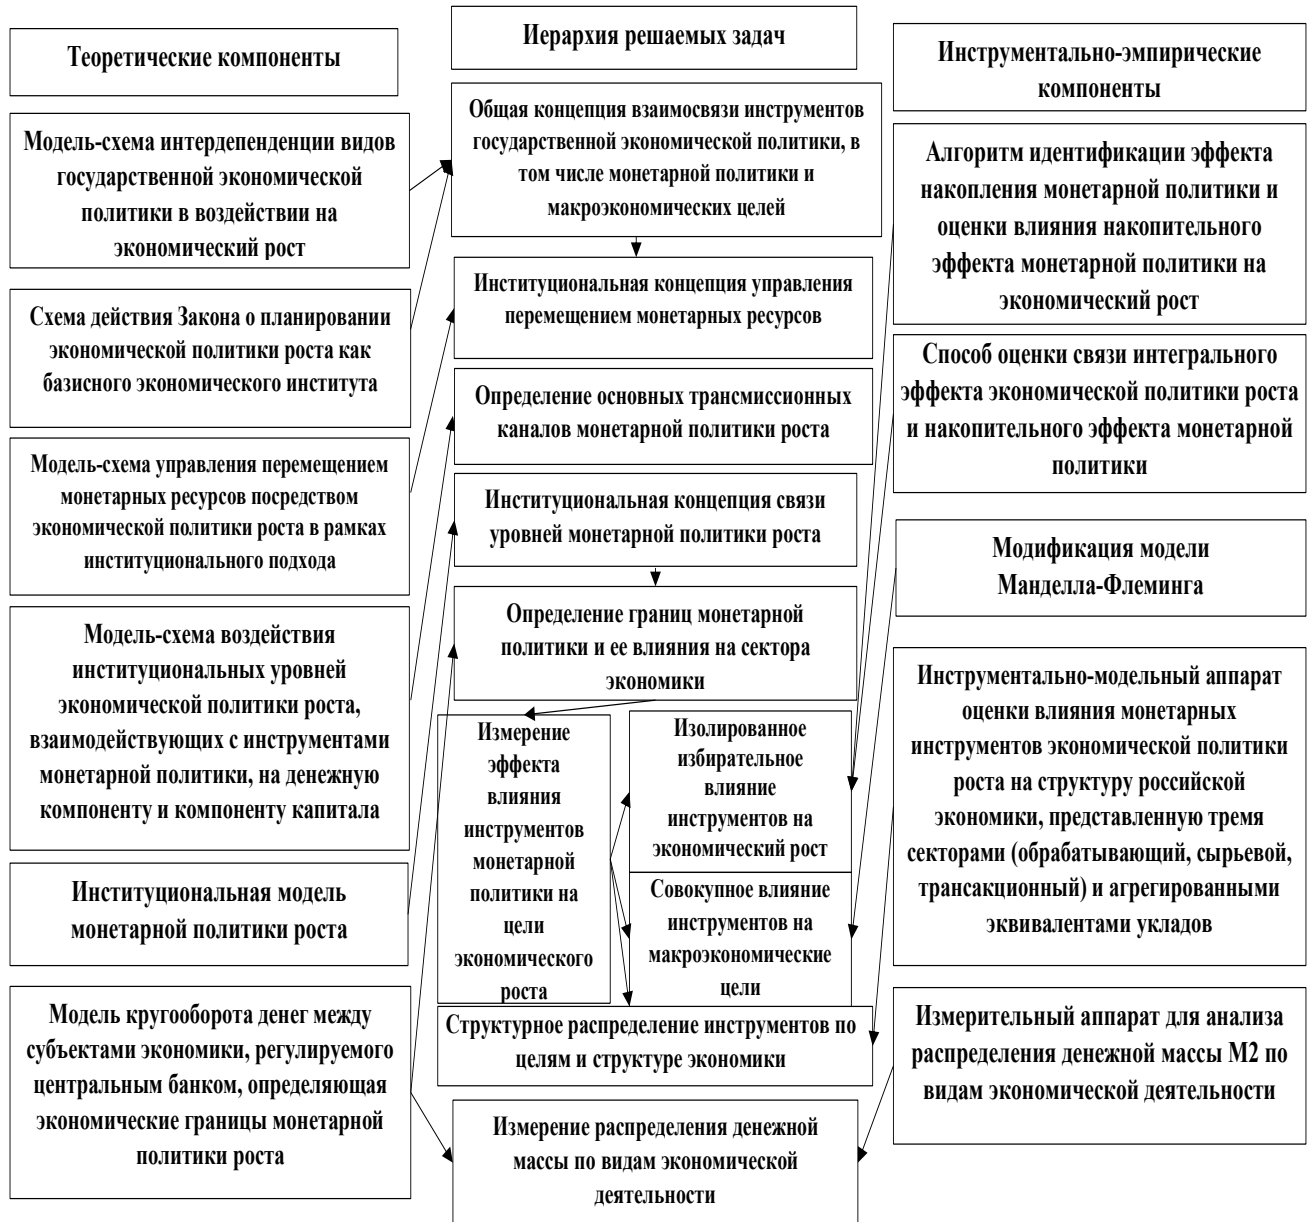 Теоретические компоненты
Модель-схема интердепенденции видов
государственной экономической
политики в воздействии на
экономический рост
Схема действия Закона о планировании
экономической политики роста как
базисного экономического института
Модель-схема управления перемещением
монетарных ресурсов посредством
экономической политики роста в рамках
институционального подхода
Модель-схема воздействия
институциональных уровней
экономической политики роста,
взаимодействующих с инструментами
монетарной политики, на денежную
компоненту и компоненту капитала
Институциональная модель
монетарной политики роста
Модель кругооборота денег между
субъектами экономики, регулируемого
центральным банком, определяющая
экономические границы монетарной
политики роста
Иерархия решаемых задач
Общая концепция взаимосвязи инструментов
государственной экономической политики, в
том числе монетарной политики и
макроэкономических целей
Институциональная концепция управления
перемещением монетарных ресурсов
Определение основных трансмиссионных
каналов монетарной политики роста
Институциональная концепция связи
уровней монетарной политики роста
Определение границ монетарной
политики и ее влияния на сектора
экономики
Измерение
эффекта
влияния
инструментов
монетарной
политики на
цели
экономического
роста
Изолированное
избирательное
влияние
инструментов на
экономический рост
Совокупное влияние
инструментов на
макроэкономические
цели
Структурное распределение инструментов по
целям и структуре экономики
Измерение распределения денежной
массы по видам экономической
деятельности
Инструментально-эмпирические
компоненты
Алгоритм идентификации эффекта
накопления монетарной политики и
оценки влияния накопительного
эффекта монетарной политики на
экономический рост
Способ оценки связи интегрального
эффекта экономической политики роста
и накопительного эффекта монетарной
политики
Модификация модели
Манделла-Флеминга
Инструментально-модельный аппарат
оценки влияния монетарных
инструментов экономической политики
роста на структуру российской
экономики, представленную тремя
секторами (обрабатывающий, сырьевой,
трансакционный) и агрегированными
эквивалентами укладов
Измерительный аппарат для анализа
распределения денежной массы М2 по
видам экономической деятельности